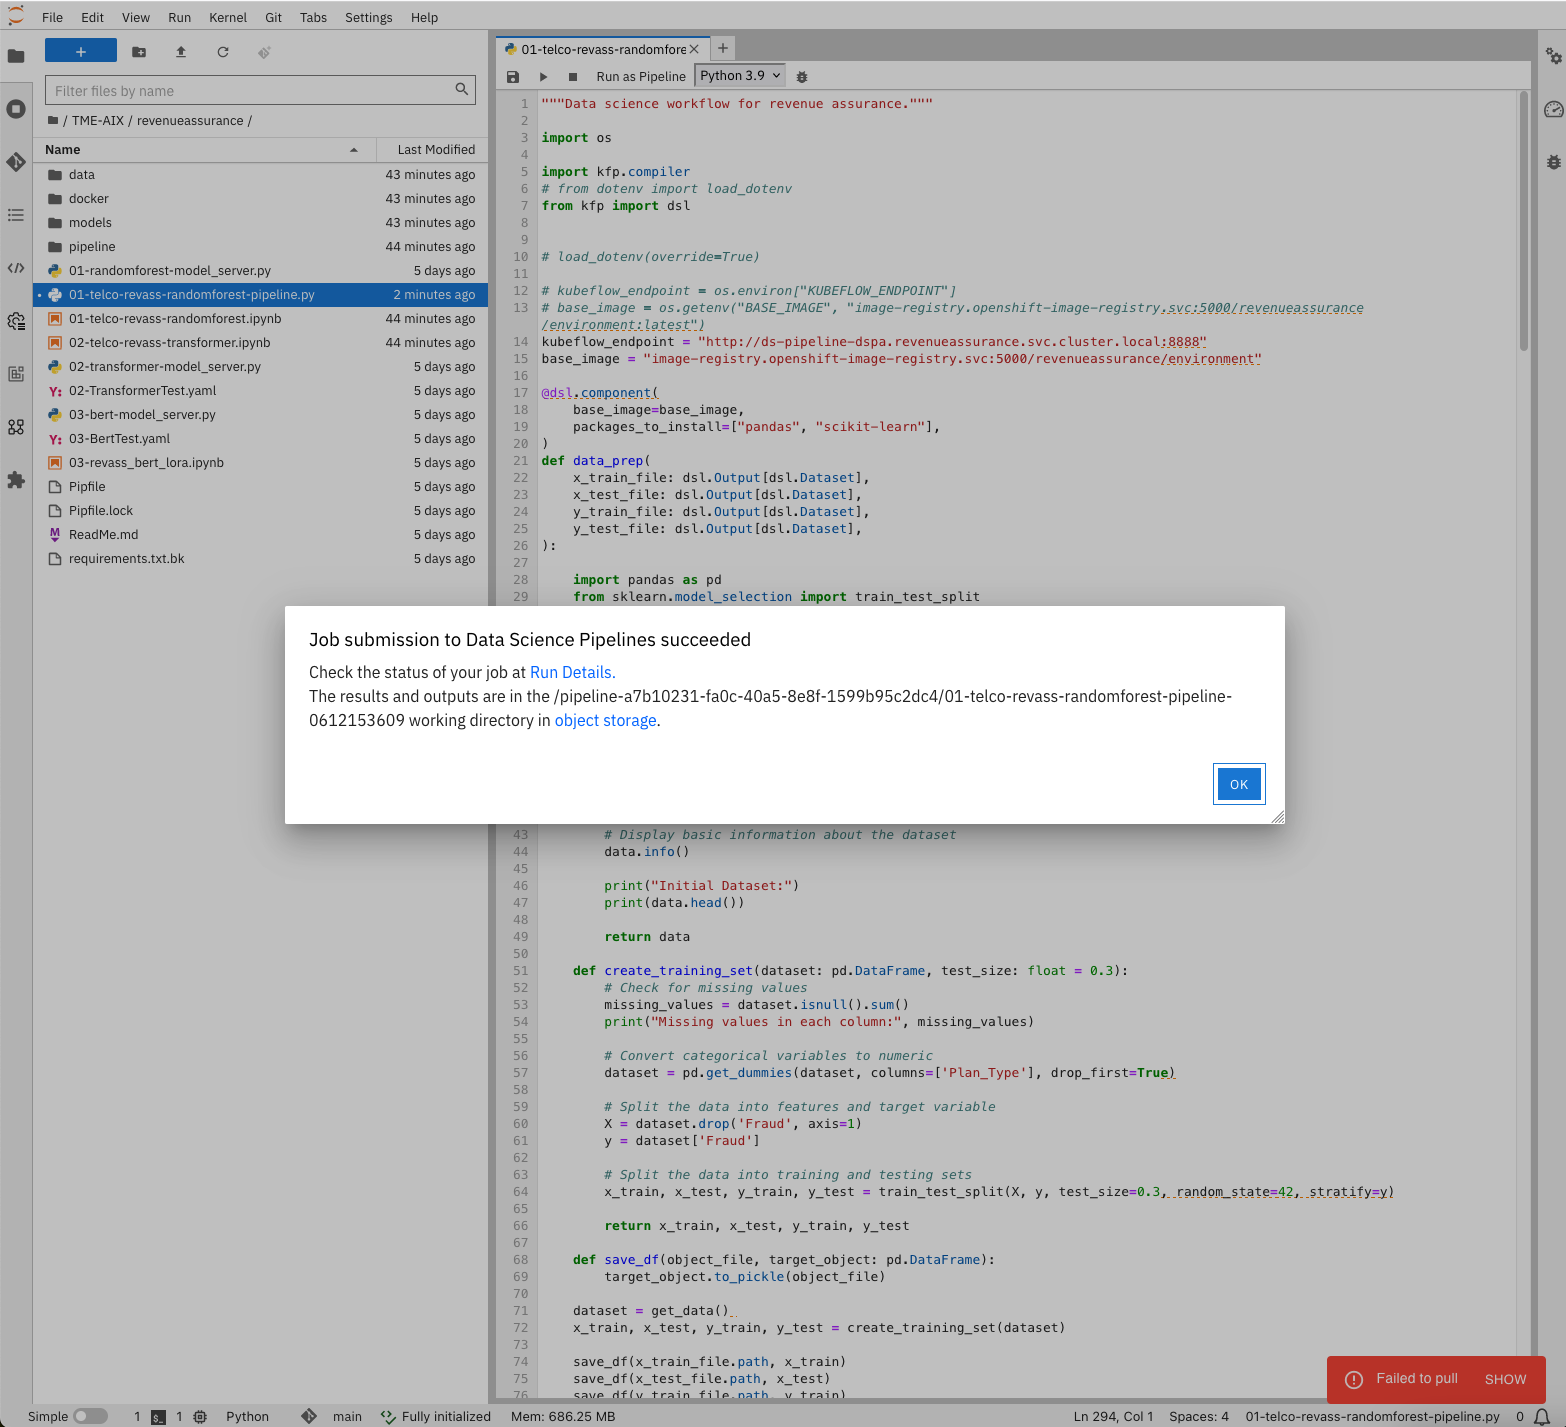 File Edit View Run Kernel Git Tabs Settings Help
+
Filter files by name
/ TME-AIX / revenueassurance /
Name Last Modified
data 43 minutes ago
docker 43 minutes ago
models 43 minutes ago
pipeline 44 minutes ago
01-randomforest-model_server.py 5 days ago
01-telco-revass-randomforest-pipeline.py 2 minutes ago
01-telco-revass-randomforest.ipynb 44 minutes ago
02-telco-revass-transformer.ipynb 44 minutes ago
02-transformer-model_server.py 5 days ago
Y: 02-TransformerTest.yaml 5 days ago
03-bert-model_server.py 5 days ago
Y: 03-BertTest.yaml 5 days ago
03-revass_bert_lora.ipynb 5 days ago
Pipfile 5 days ago
Pipfile.lock 5 days ago
M ReadMe.md 5 days ago
requirements.txt.bk 5 days ago
01-telco-revass-randomfore
Run as Pipeline Python 3.9
1 """Data science workflow for revenue assurance."""
2
3 import os
4
5 import kfp.compiler
6 # from dotenv import load_dotenv
7 from kfp import dsl
8
9
10 # load_dotenv(override=True)
11
12 # kubeflow_endpoint = os.environ["KUBEFLOW_ENDPOINT"]
13 # base_image = os.getenv("BASE_IMAGE", "image-registry.openshift-image-registry.svc:5000/revenueassurance
/environment:latest")
14 kubeflow_endpoint = "http://ds-pipeline-dspa.revenueassurance.svc.cluster.local:8888"
15 base_image = "image-registry.openshift-image-registry.svc:5000/revenueassurance/environment"
16
17 @dsl.component(
18 base_image=base_image,
19 packages_to_install=["pandas", "scikit-learn"],
20 )
21 def data_prep(
22 x_train_file: dsl.Output[dsl.Dataset],
23 x_test_file: dsl.Output[dsl.Dataset],
24 y_train_file: dsl.Output[dsl.Dataset],
25 y_test_file: dsl.Output[dsl.Dataset],
26 ):
27
28 import pandas as pd
29 from sklearn.model_selection import train_test_split
Job submission to Data Science Pipelines succeeded
Check the status of your job at Run Details.
The results and outputs are in the /pipeline-a7b10231-fa0c-40a5-8e8f-1599b95c2dc4/01-telco-revass-randomforest-pipeline-
0612153609 working directory in object storage.
OK
43 # Display basic information about the dataset
44 data.info()
45
46 print("Initial Dataset:")
47 print(data.head())
48
49 return data
50
51 def create_training_set(dataset: pd.DataFrame, test_size: float = 0.3):
52 # Check for missing values
53 missing_values = dataset.isnull().sum()
54 print("Missing values in each column:", missing_values)
55
56 # Convert categorical variables to numeric
57 dataset = pd.get_dummies(dataset, columns=['Plan_Type'], drop_first=True)
58
59 # Split the data into features and target variable
60 X = dataset.drop('Fraud', axis=1)
61 y = dataset['Fraud']
62
63 # Split the data into training and testing sets
64 x_train, x_test, y_train, y_test = train_test_split(X, y, test_size=0.3, random_state=42, stratify=y)
65
66 return x_train, x_test, y_train, y_test
67
68 def save_df(object_file, target_object: pd.DataFrame):
69 target_object.to_pickle(object_file)
70
71 dataset = get_data()
72 x_train, x_test, y_train, y_test = create_training_set(dataset)
73
74 save_df(x_train_file.path, x_train)
75 save_df(x_test_file.path, x_test)
76 save_df(y_train_file.path, y_train)
Failed to pull SHOW
Simple 1 1 Python main Fully initialized Mem: 686.25 MB Ln 294, Col 1 Spaces: 4 01-telco-revass-randomforest-pipeline.py 0